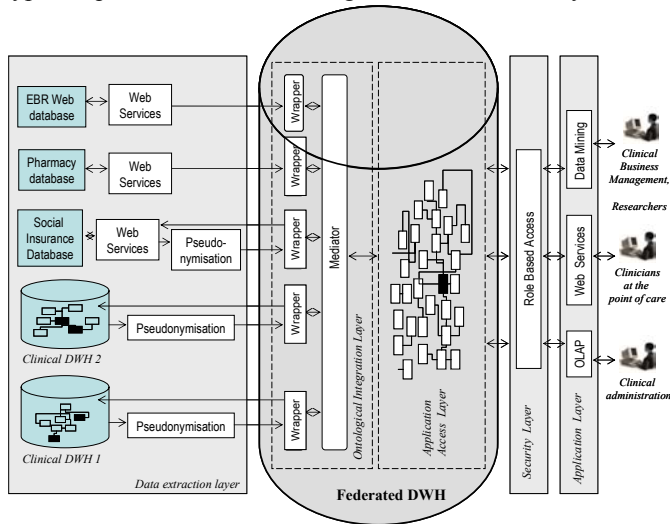 EBR Web
database
Web
Services
Pharmacy
database
Web
Services
Social
Insurance
Database
Web
Services
Pseudo-
nymisation
Clinical DWH 2
Pseudonymisation
Clinical DWH 1
Pseudonymisation
Data extraction layer
Wrapper
Wrapper
Wrapper
Wrapper
Wrapper
Mediator
Ontological Integration Layer
Application
Access Layer
Federated DWH
Role Based Access
Security Layer
Data Mining
Web Services
OLAP
Application Layer
Clinical
Business
Management,
Researchers
Clinicians
at the
point of care
Clinical
administration